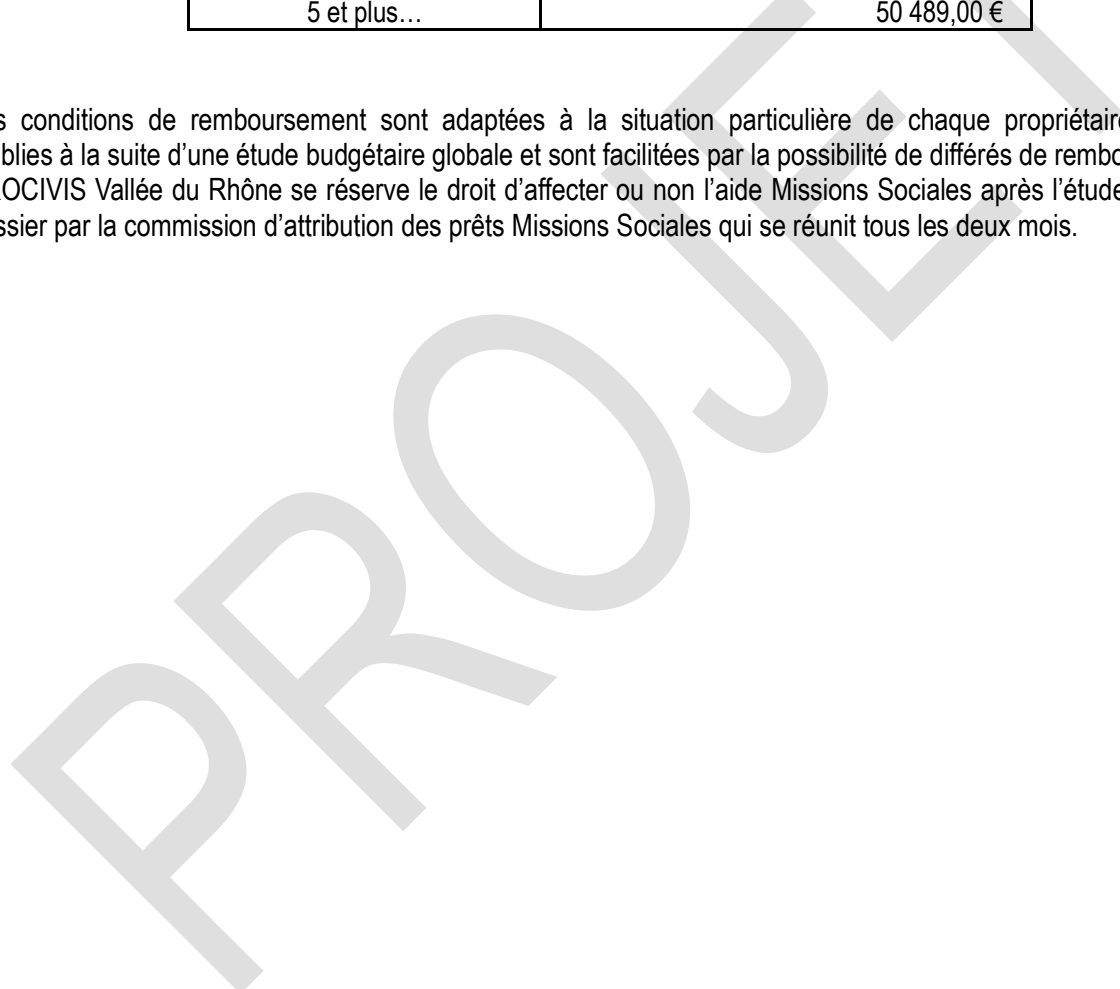 5 et plus… 50 489,00 €
s conditions de remboursement sont adaptées à la situation particulière de chaque propriétaire
blies à la suite d’une étude budgétaire globale et sont facilitées par la possibilité de différés de rembo
OCIVIS Vallée du Rhône se réserve le droit d’affecter ou non l’aide Missions Sociales après l’étude
ssier par la commission d’attribution des prêts Missions Sociales qui se réunit tous les deux mois.
PROJET